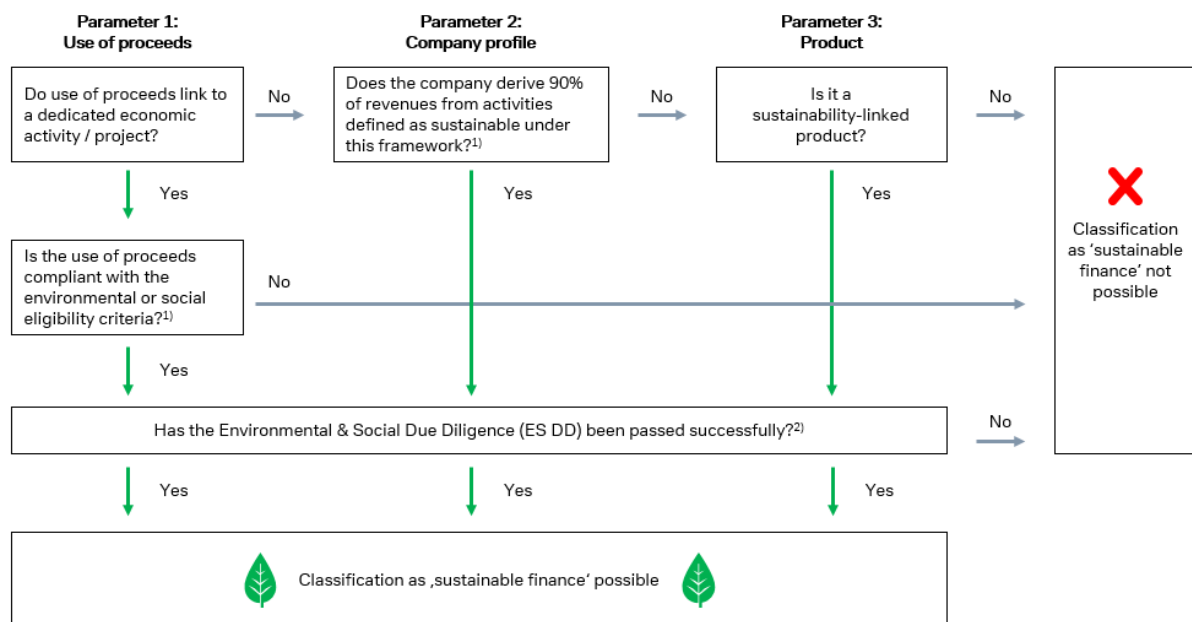 Parameter 1:
Use of proceeds
Parameter 2:
Company profile
Parameter 3:
Product
Do use of proceeds link to
a dedicated economic
activity / project?
No
Does the company derive 90%
of revenues from activities
defined as sustainable under
this framework?1)
No
Is it a
sustainability-linked
product?
No
Yes
Yes
Yes
Classification
as ‘sustainable
finance’ not
possible
Is the use of proceeds
compliant with the
environmental or social
eligibility criteria?1)
No
Yes
Has the Environmental & Social Due Diligence (ES DD) been passed successfully?2)
No
Yes
Yes
Yes
Classification as ‚sustainable finance‘ possible